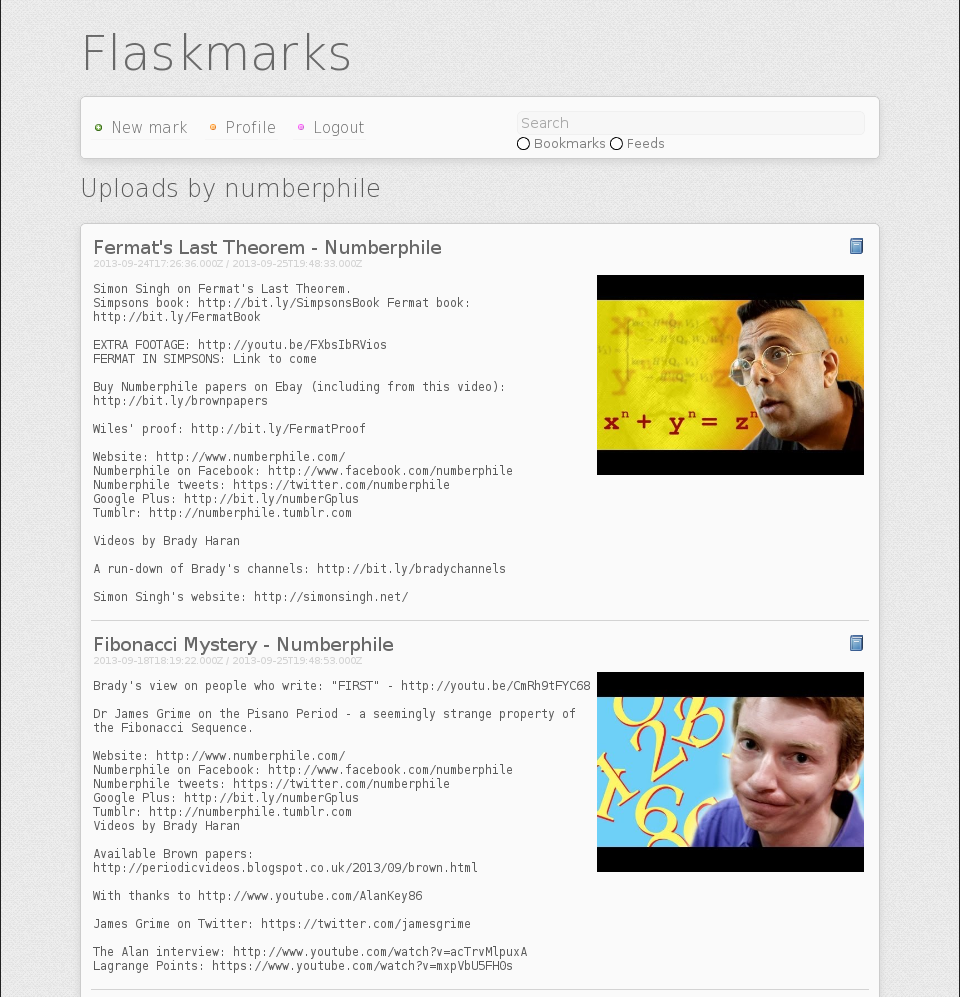 Flaskmarks
New mark Profile Logout
Search
Bookmarks Feeds
Uploads by numberphile
Fermat's Last Theorem - Numberphile
2013-09-24T17:26:36.000Z / 2013-09-25T19:48:33.000Z
Simon Singh on Fermat's Last Theorem.
Simpsons book: http://bit.ly/SimpsonsBook Fermat book:
http://bit.ly/FermatBook
EXTRA FOOTAGE: http://youtu.be/FXbsIbRVios
FERMAT IN SIMPSONS: Link to come
Buy Numberphile papers on Ebay (including from this video):
http://bit.ly/brownpapers
Wiles' proof: http://bit.ly/FermatProof
Website: http://www.numberphile.com/
Numberphile on Facebook: http://www.facebook.com/numberphile
Numberphile tweets: https://twitter.com/numberphile
Google Plus: http://bit.ly/numberGplus
Tumblr: http://numberphile.tumblr.com
Videos by Brady Haran
A run-down of Brady's channels: http://bit.ly/bradychannels
Simon Singh's website: http://simonsingh.net/
xⁿ + yⁿ = zⁿ
Fibonacci Mystery - Numberphile
2013-09-18T18:19:22.000Z / 2013-09-25T19:48:53.000Z
Brady's view on people who write: "FIRST" - http://youtu.be/CmRh9tFYC68
Dr James Grime on the Pisano Period - a seemingly strange property of
the Fibonacci Sequence.
Website: http://www.numberphile.com/
Numberphile on Facebook: http://www.facebook.com/numberphile
Numberphile tweets: https://twitter.com/numberphile
Google Plus: http://bit.ly/numberGplus
Tumblr: http://numberphile.tumblr.com
Videos by Brady Haran
Available Brown papers:
http://periodicvideos.blogspot.co.uk/2013/09/brown.html
With thanks to http://www.youtube.com/AlanKey86
James Grime on Twitter: https://twitter.com/jamesgrime
The Alan interview: http://www.youtube.com/watch?v=acTrvMlpuxA
Lagrange Points: https://www.youtube.com/watch?v=mxpVbU5FH0s